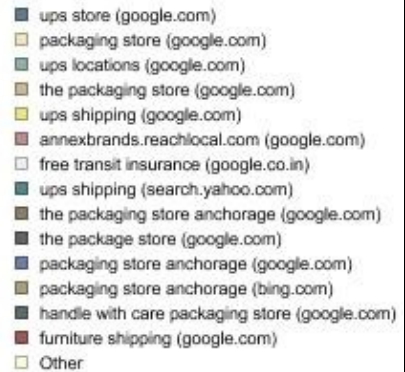 ups store (google.com)
packaging store (google.com)
ups locations (google.com)
the packaging store (google.com)
ups shipping (google.com)
annexbrands.reachlocal.com (google.com)
free transit insurance (google.co.in)
ups shipping (search.yahoo.com)
the packaging store anchorage (google.com)
the package store (google.com)
packaging store anchorage (google.com)
packaging store anchorage (bing.com)
handle with care packaging store (google.com)
furniture shipping (google.com)
Other